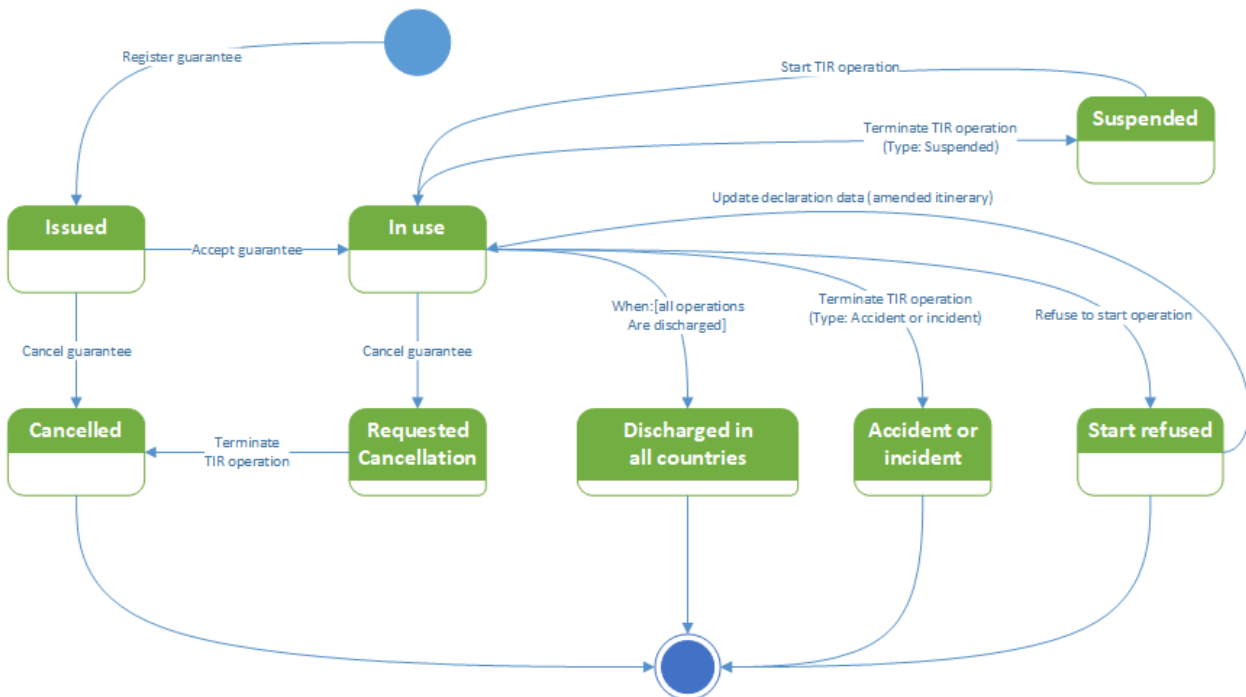 Register guarantee
Start TIR operation
Suspended
Terminate TIR operation
(Type: Suspended)
Update declaration data (amended itinerary)
Issued
In use
Accept guarantee
When:[all operations
Are discharged]
Terminate TIR operation
(Type: Accident or incident)
Refuse to start operation
Cancel guarantee
Cancel guarantee
Cancelled
Terminate
TIR operation
Requested
Cancellation
Discharged in
all countries
Accident or
incident
Start refused